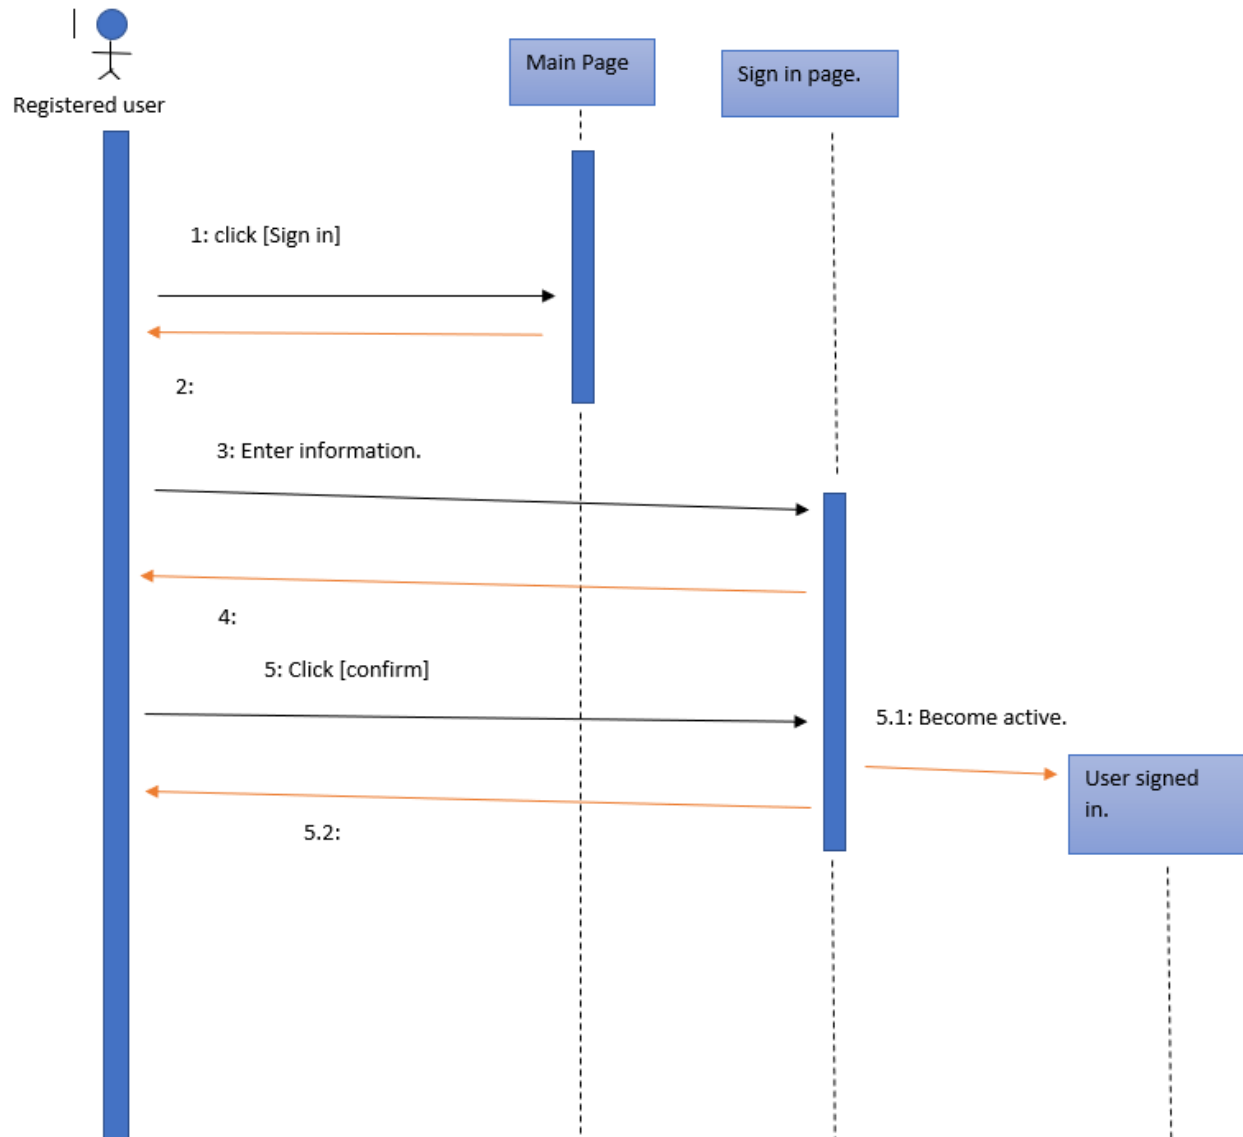 Main Page
Sign in page.
Registered user
1: click [Sign in]
2:
3: Enter information.
4:
5: Click [confirm]
5.1: Become active.
User signed
in.
5.2: